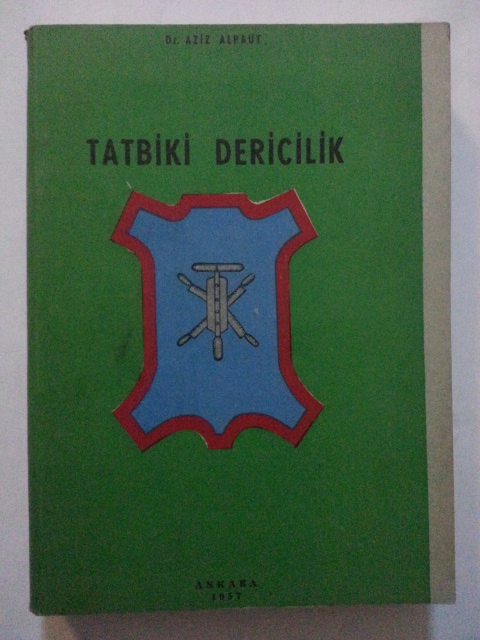 Dr. AZİZ ALPAUT
TATBİKİ DERİCİLİK
ANKARA
1957